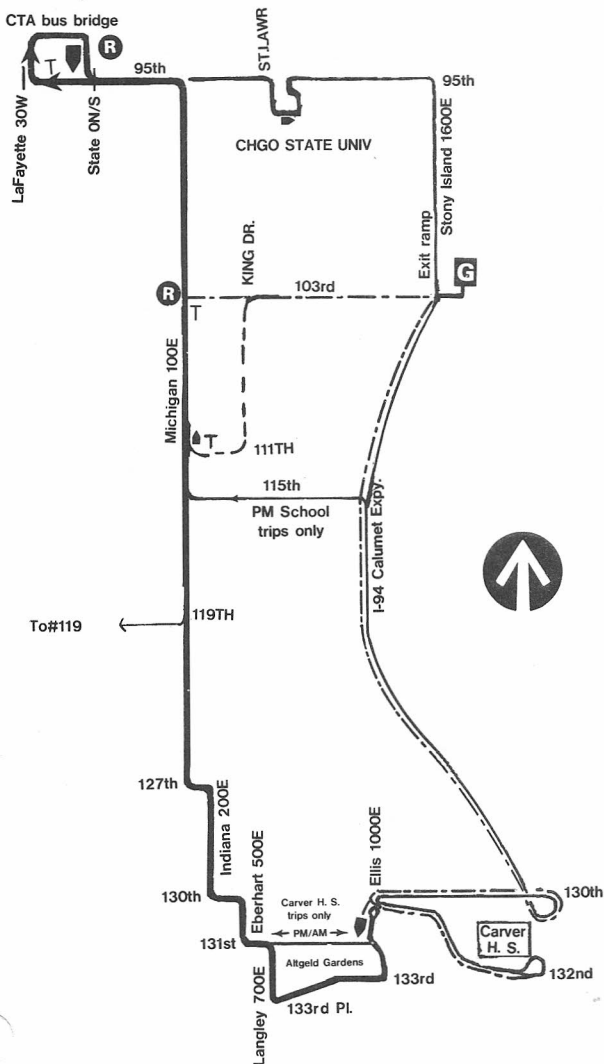 CTA bus bridge
R
ST.LAWR
T
95th
95th
LaFayette 30W
State 0N/S
CHGO STATE UNIV
Stony Island 1600E
KING DR.
Exit ramp
G
R
103rd
T
Michigan 100E
T
111TH
115th
PM School
trips only
I-94 Calumet Expy.
To#119
119TH
127th
Indiana 200E
Eberhart 500E
Ellis 1000E
130th
130th
Carver H. S.
trips only
PM/AM
Carver
H. S.
131st
Altgeld Gardens
Langley 700E
133rd
132nd
133rd Pl.